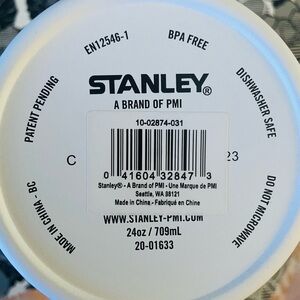 EN12546-1
BPA FREE
PATENT PENDING
DISHWASHER SAFE
STANLEY®
A BRAND OF PMI
10-02874-031
C
23
0 41604 32847 3
Stanley® - A Brand of PMI - Une Marque de PMI
Seattle, WA 98121
Made in China - Fabriqué en Chine
WWW.STANLEY-PMI.COM
24oz / 709mL
20-01633
MADE IN CHINA - BC
DO NOT MICROWAVE